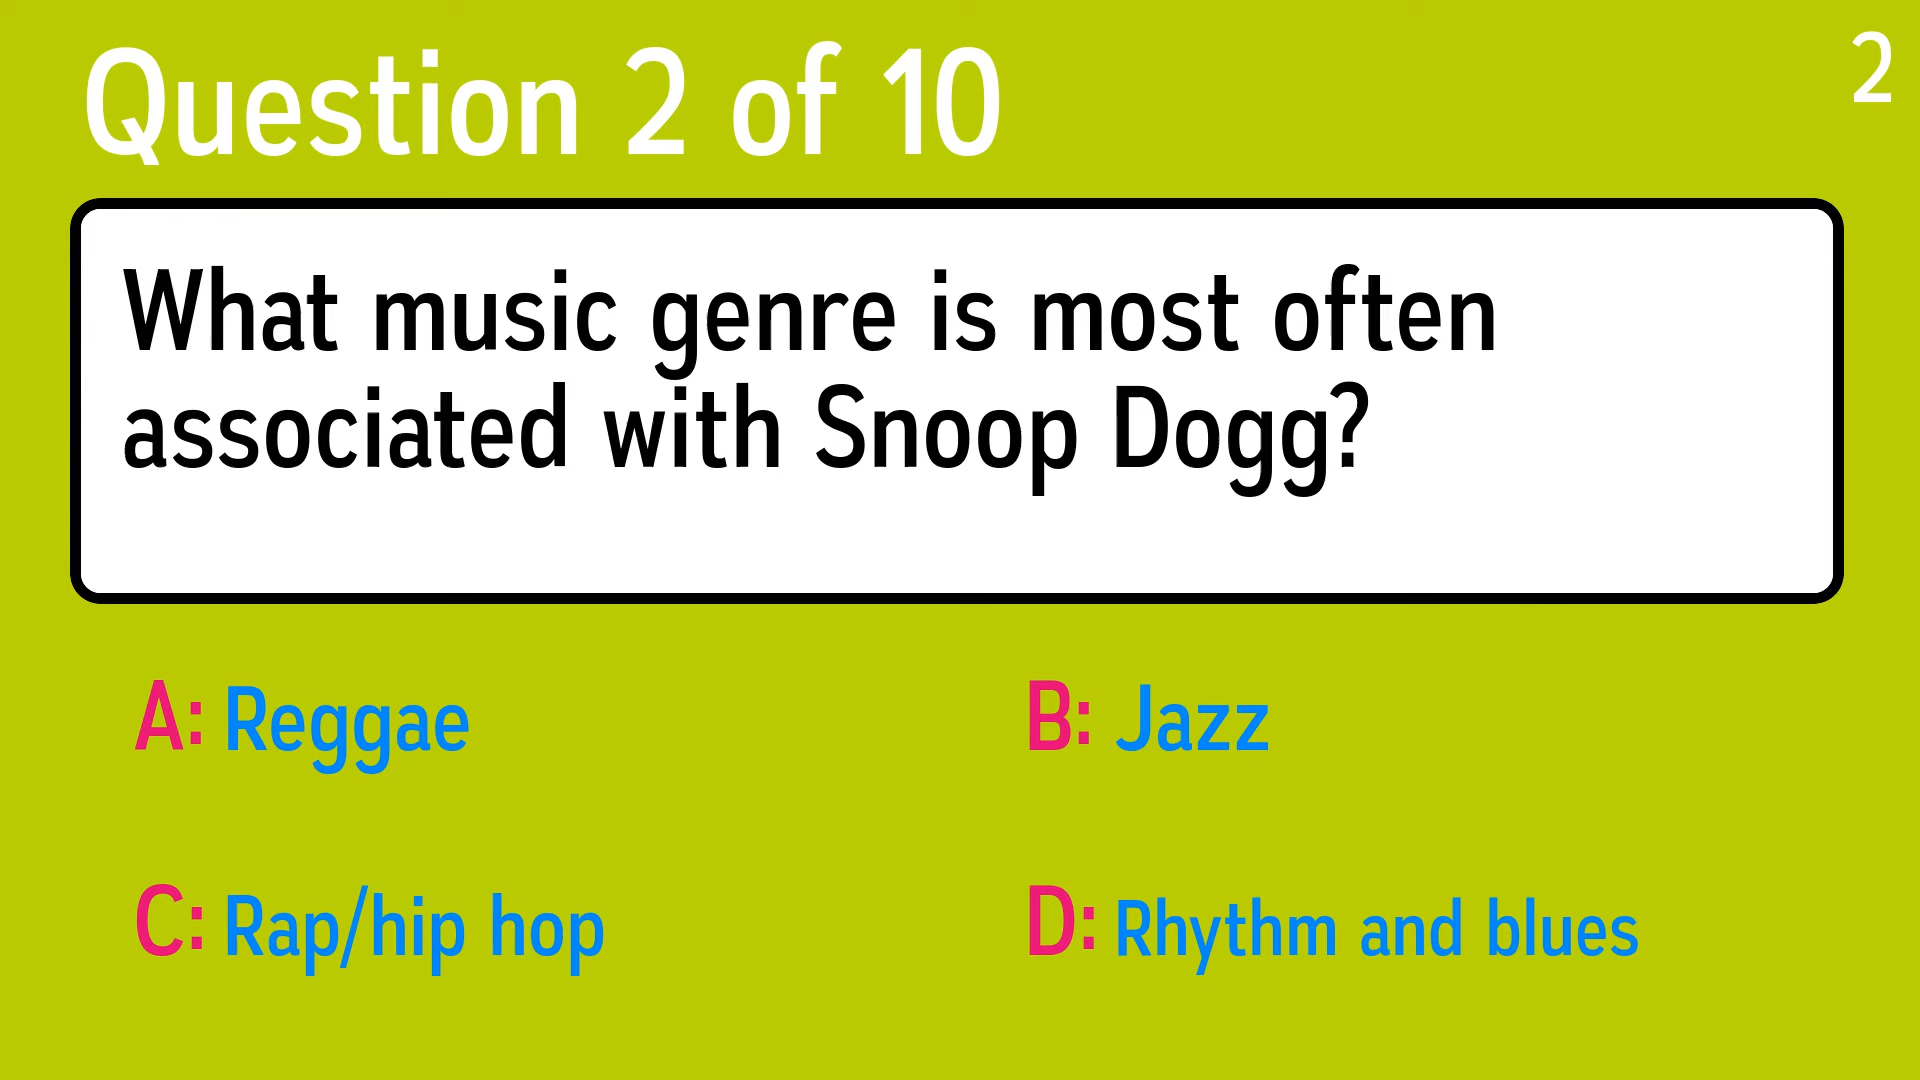 Question 2 of 10
2
What music genre is most often
associated with Snoop Dogg?
A: Reggae
B: Jazz
C: Rap/hip hop
D: Rhythm and blues